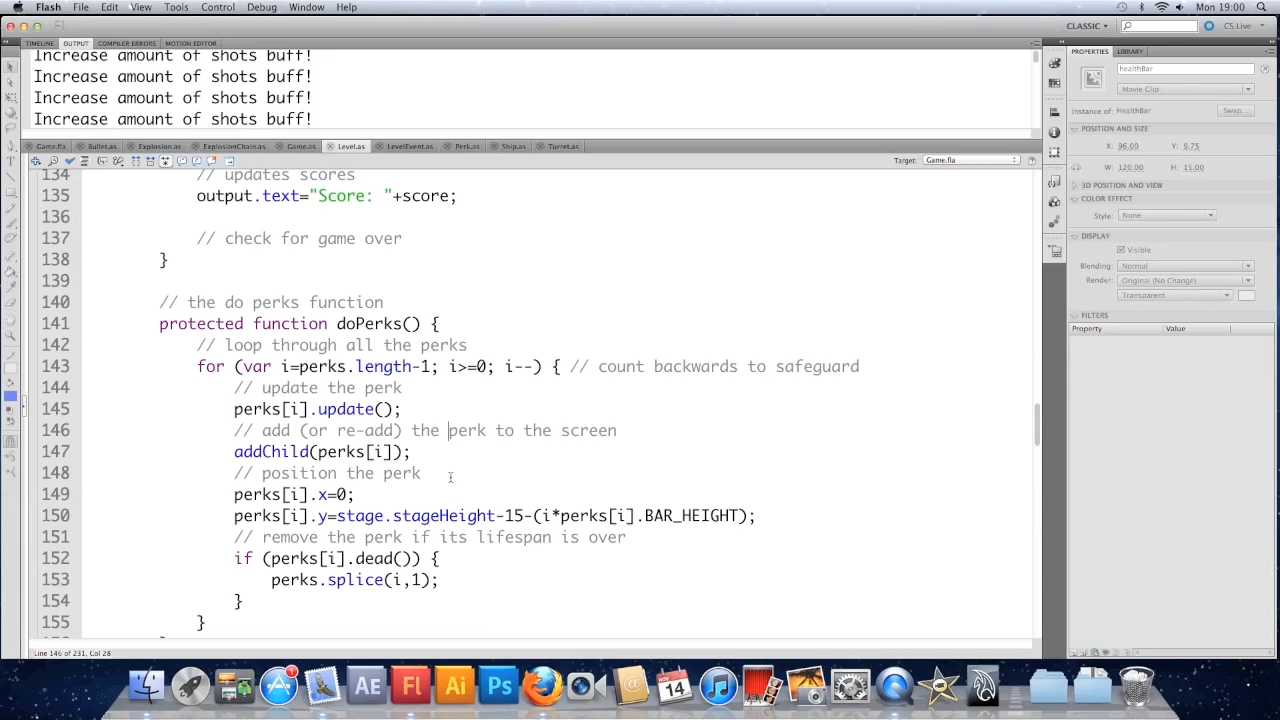 Flash File Edit View Tools Control Debug Window Help Mon 19:00
CLASSIC CS Live
TIMELINE OUTPUT COMPILER ERRORS MOTION EDITOR
Increase amount of shots buff!
Increase amount of shots buff!
Increase amount of shots buff!
Increase amount of shots buff!
Game.fla Bullet.as Explosion.as ExplosionChain.as Game.as Level.as LevelEvent.as Perk.as Ship.as Turret.as
Target: Game.fla
134 // updates scores
135 output.text="Score: "+score;
136
137 // check for game over
138 }
139
140 // the do perks function
141 protected function doPerks() {
142 // loop through all the perks
143 for (var i=perks.length-1; i>=0; i--) { // count backwards to safeguard
144 // update the perk
145 perks[i].update();
146 // add (or re-add) the perk to the screen
147 addChild(perks[i]);
148 // position the perk
149 perks[i].x=0;
150 perks[i].y=stage.stageHeight-15-(i*perks[i].BAR_HEIGHT);
151 // remove the perk if its lifespan is over
152 if (perks[i].dead()) {
153 perks.splice(i,1);
154 }
155 }
Line 146 of 231, Col 28
PROPERTIES LIBRARY
healthBar
Movie Clip
Instance of: HealthBar Swap...
POSITION AND SIZE
X: 96.00 Y: 9.75
W: 120.00 H: 15.00
3D POSITION AND VIEW
COLOR EFFECT
Style: None
DISPLAY
Visible
Blending: Normal
Render: Original (No Change)
Transparent
FILTERS
Property Value
1 AE Fl Ai Ps NOV 14